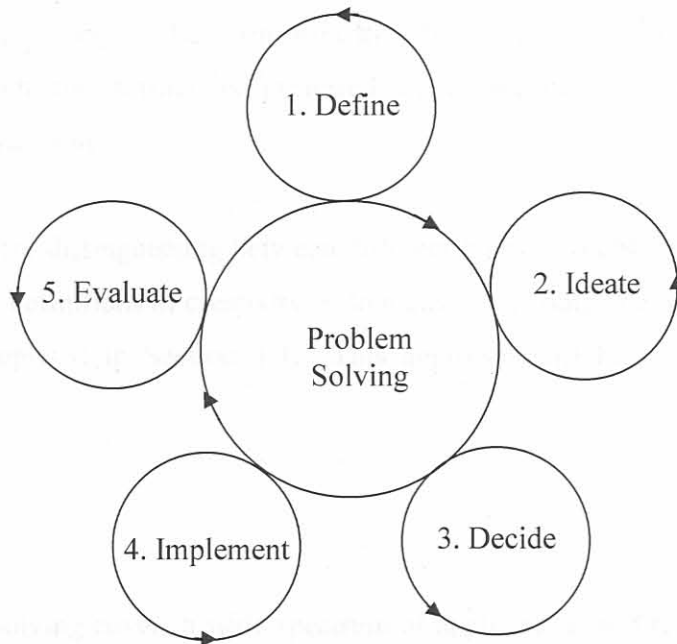 1. Define
2. Ideate
3. Decide
4. Implement
5. Evaluate
Problem
Solving